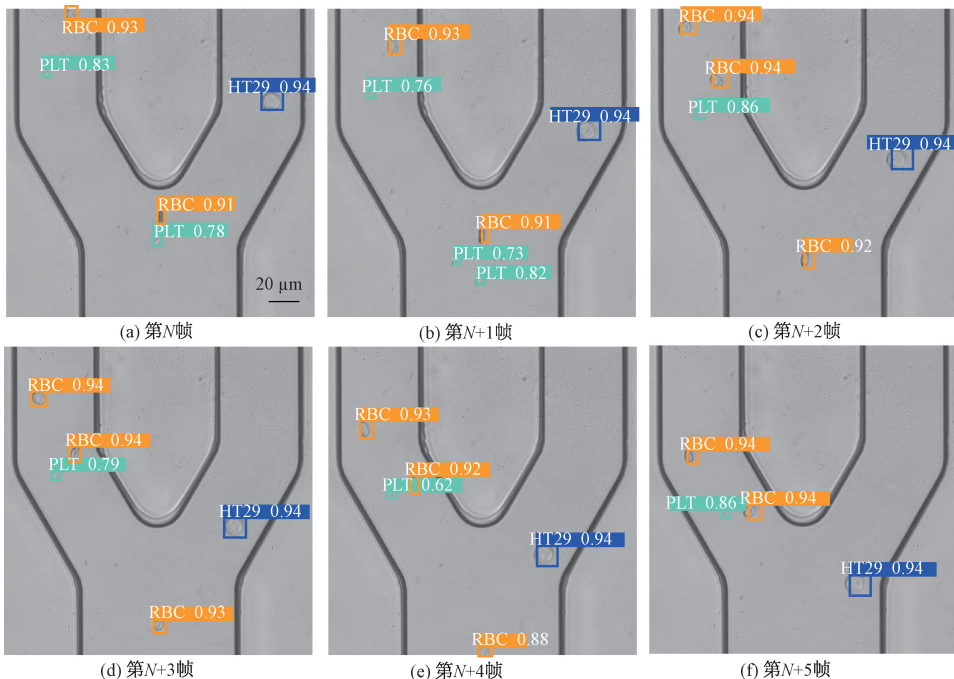 RBC 0.93
PLT 0.83
HT29 0.94
RBC 0.91
PLT 0.78
20 μm
(a) 第N帧
RBC 0.93
PLT 0.76
HT29 0.94
RBC 0.91
PLT 0.73
PLT 0.82
(b) 第N+1帧
RBC 0.94
RBC 0.94
PLT 0.86
HT29 0.94
RBC 0.92
(c) 第N+2帧
RBC 0.94
RBC 0.94
PLT 0.79
HT29 0.94
RBC 0.93
(d) 第N+3帧
RBC 0.93
RBC 0.92
PLT 0.62
HT29 0.94
RBC 0.88
(e) 第N+4帧
RBC 0.94
PLT 0.86
RBC 0.94
HT29 0.94
(f) 第N+5帧